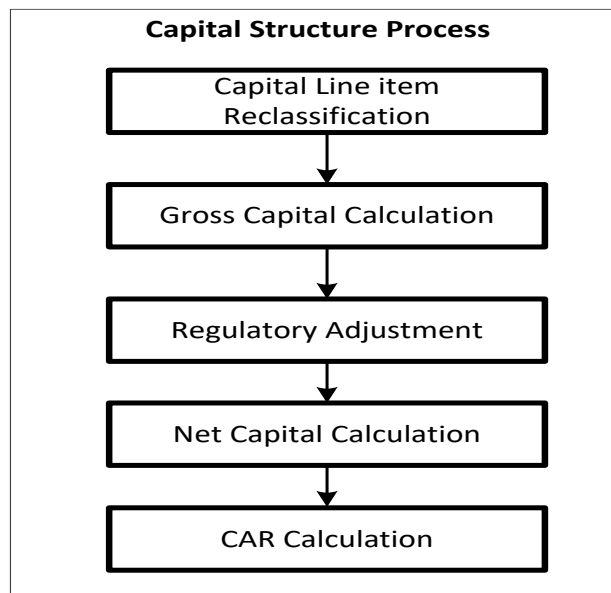 Capital Structure Process
Capital Line item
Reclassification
Gross Capital Calculation
Regulatory Adjustment
Net Capital Calculation
CAR Calculation